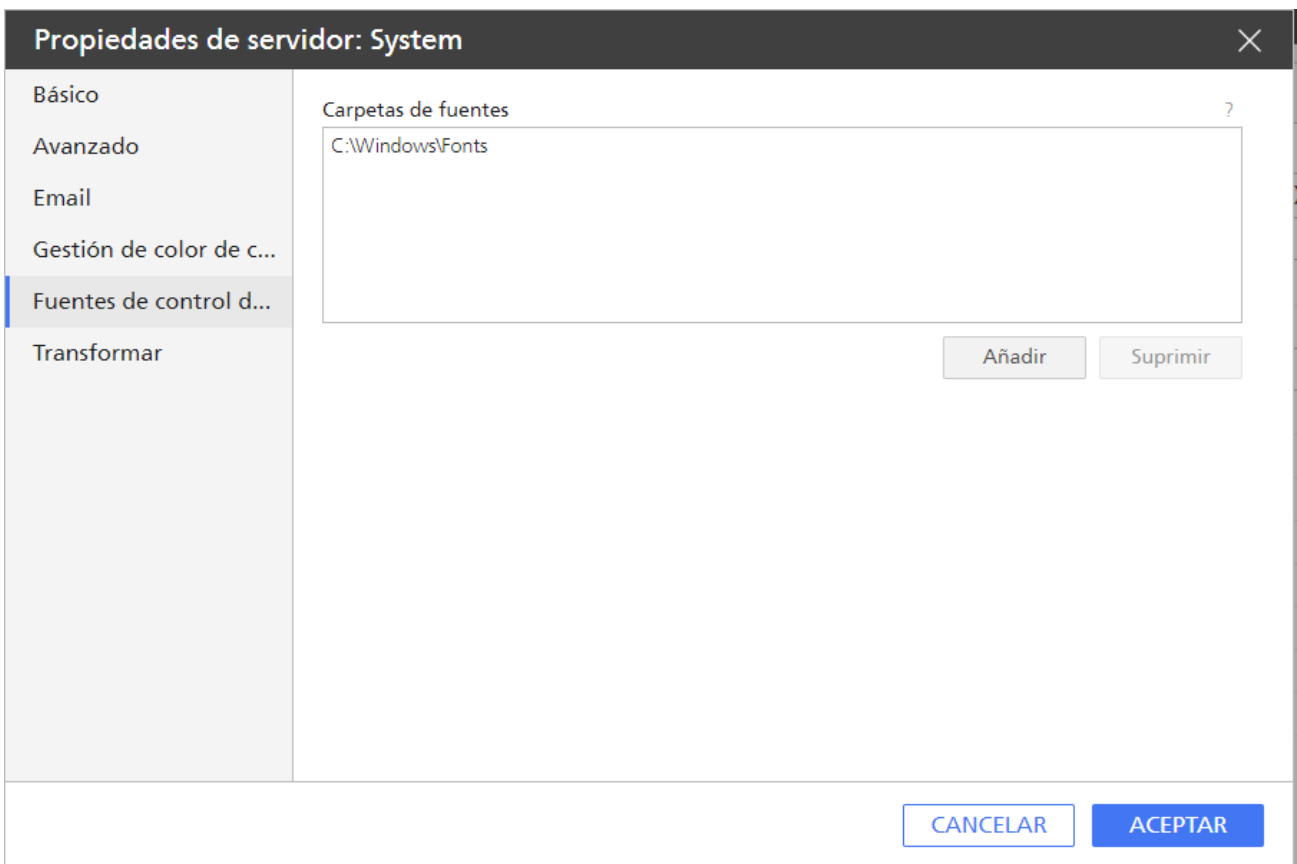 Propiedades de servidor: System
Básico
Avanzado
Email
Gestión de color de c...
Fuentes de control d...
Transformar
Carpetas de fuentes ?
C:\Windows\Fonts
Añadir Suprimir
CANCELAR ACEPTAR